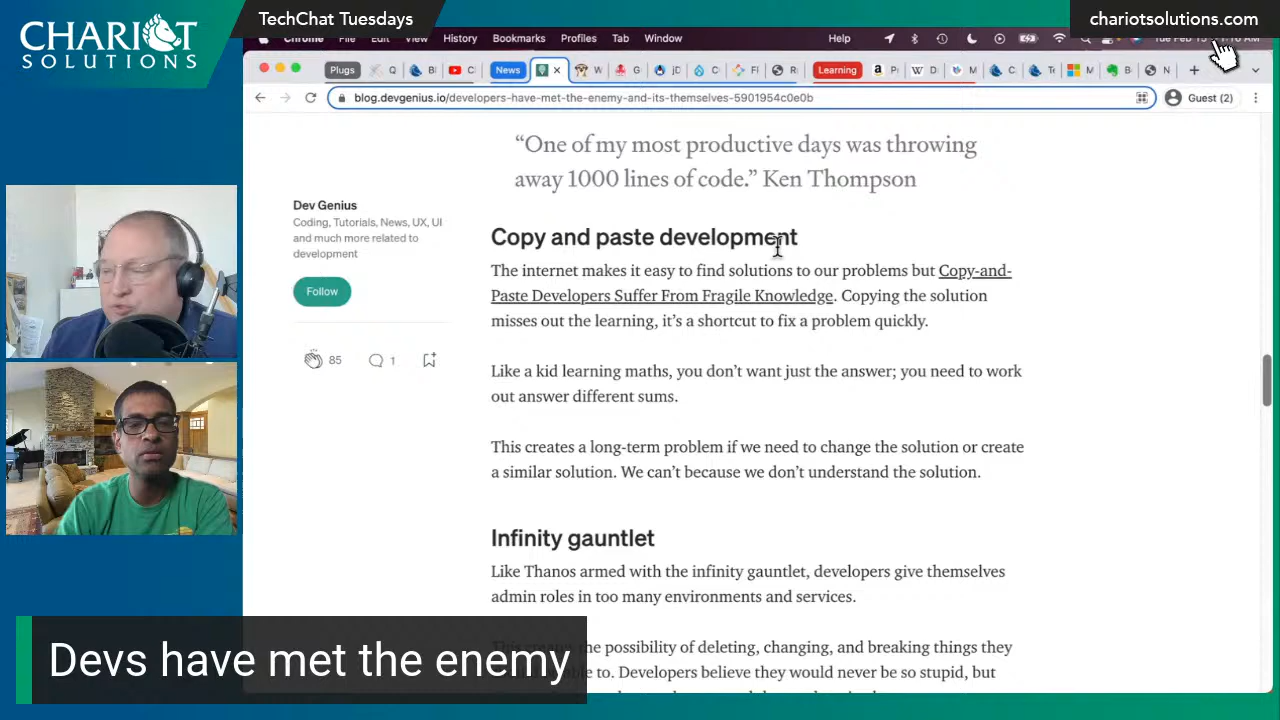 CHARIOT
SOLUTIONS
TechChat Tuesdays
chariotsolutions.com
Chrome File Edit View History Bookmarks Profiles Tab Window Help
Plugs
News
Learning
blog.devgenius.io/developers-have-met-the-enemy-and-its-themselves-5901954c0e0b
Guest (2)
“One of my most productive days was throwing
away 1000 lines of code.” Ken Thompson
Dev Genius
Coding, Tutorials, News, UX, UI
and much more related to
development
Follow
85
1
Copy and paste development
The internet makes it easy to find solutions to our problems but Copy-and-
Paste Developers Suffer From Fragile Knowledge. Copying the solution
misses out the learning, it’s a shortcut to fix a problem quickly.
Like a kid learning maths, you don’t want just the answer; you need to work
out answer different sums.
This creates a long-term problem if we need to change the solution or create
a similar solution. We can’t because we don’t understand the solution.
Infinity gauntlet
Like Thanos armed with the infinity gauntlet, developers give themselves
admin roles in too many environments and services.
the possibility of deleting, changing, and breaking things they
to. Developers believe they would never be so stupid, but
Devs have met the enemy